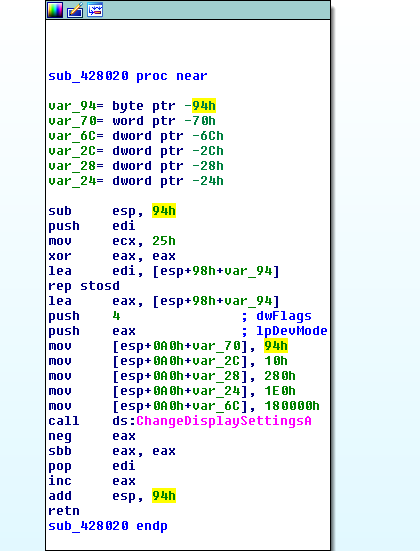 sub_428020 proc near
var_94= byte ptr -94h
var_70= word ptr -70h
var_6C= dword ptr -6Ch
var_2C= dword ptr -2Ch
var_28= dword ptr -28h
var_24= dword ptr -24h
sub     esp, 94h
push    edi
mov     ecx, 25h
xor     eax, eax
lea     edi, [esp+98h+var_94]
rep stosd
lea     eax, [esp+98h+var_94]
push    4               ; dwFlags
push    eax             ; lpDevMode
mov     [esp+0A0h+var_70], 94h
mov     [esp+0A0h+var_2C], 10h
mov     [esp+0A0h+var_28], 280h
mov     [esp+0A0h+var_24], 1E0h
mov     [esp+0A0h+var_6C], 180000h
call    ds:ChangeDisplaySettingsA
neg     eax
sbb     eax, eax
pop     edi
inc     eax
add     esp, 94h
retn
sub_428020 endp